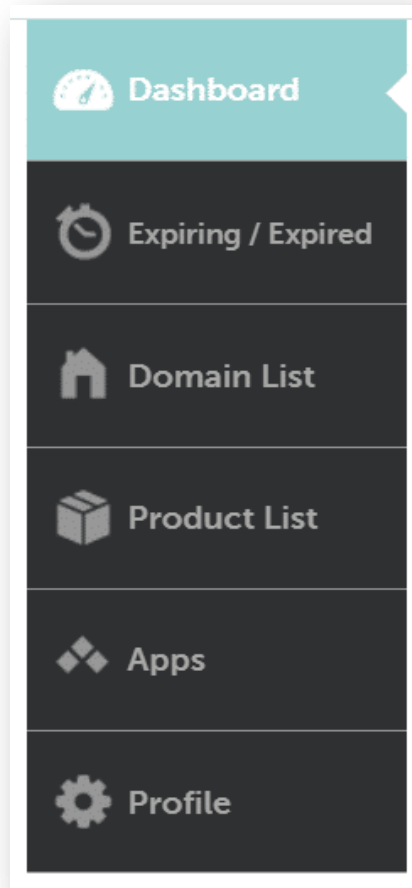 Dashboard
Expiring / Expired
Domain List
Product List
Apps
Profile